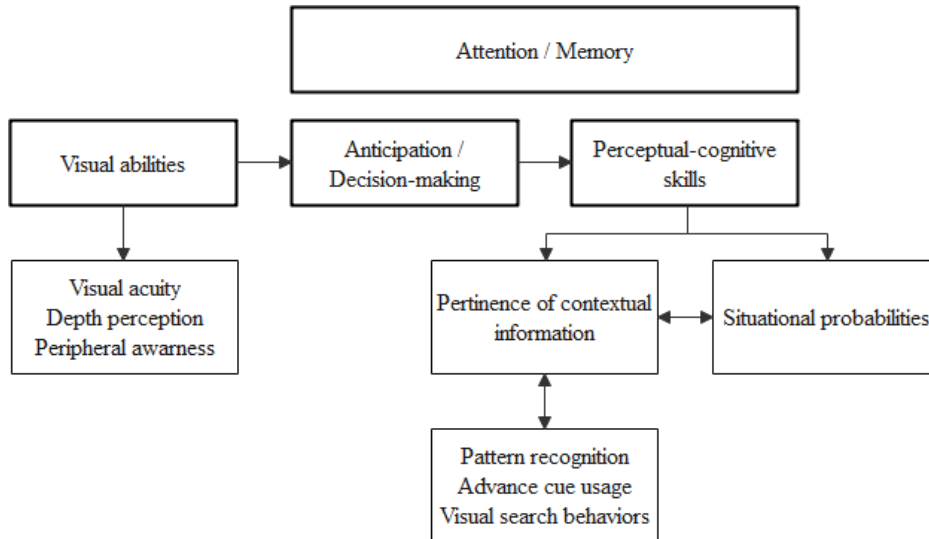 Attention / Memory
Visual abilities
Anticipation /
Decision-making
Perceptual-cognitive
skills
Visual acuity
Depth perception
Peripheral awarness
Pertinence of contextual
information
Situational probabilities
Pattern recognition
Advance cue usage
Visual search behaviors